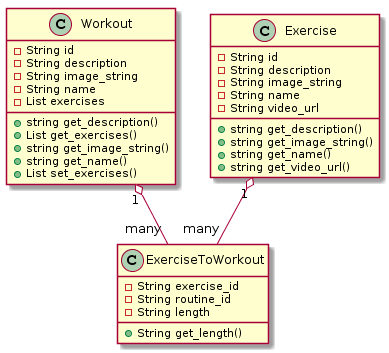 C Workout
String id
String description
String image_string
String name
List exercises
string get_description()
List get_exercises()
string get_image_string()
string get_name()
List set_exercises()
C Exercise
String id
String description
String image_string
String name
String video_url
string get_description()
string get_image_string()
string get_name()
string get_video_url()
1
1
many
many
C ExerciseToWorkout
String exercise_id
String routine_id
String length
String get_length()